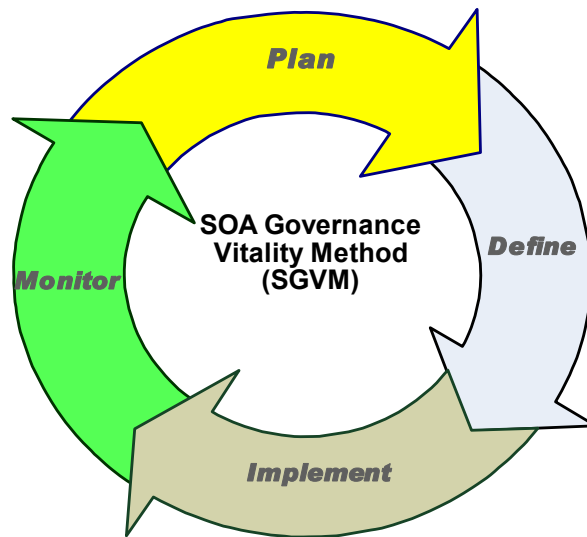 Plan
SOA Governance
Vitality Method
(SGVM)
Define
Monitor
Implement